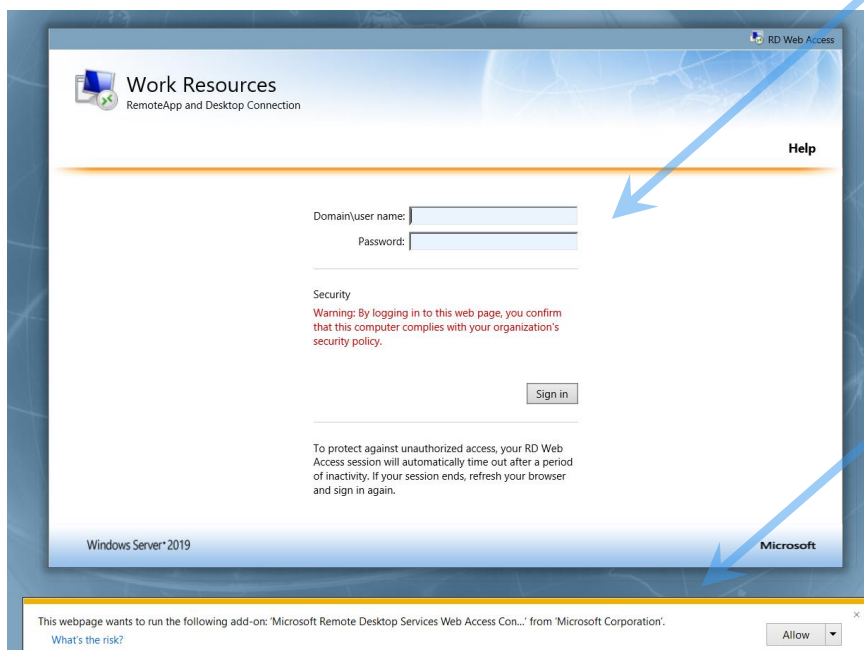 RD Web Access
Work Resources
RemoteApp and Desktop Connection
Help
Domain\user name:
Password:
Security
Warning: By logging in to this web page, you confirm
that this computer complies with your organization's
security policy.
Sign in
To protect against unauthorized access, your RD Web
Access session will automatically time out after a period
of inactivity. If your session ends, refresh your browser
and sign in again.
Windows Server 2019
Microsoft
This webpage wants to run the following add-on: 'Microsoft Remote Desktop Services Web Access Con...' from 'Microsoft Corporation'.
What's the risk?
Allow